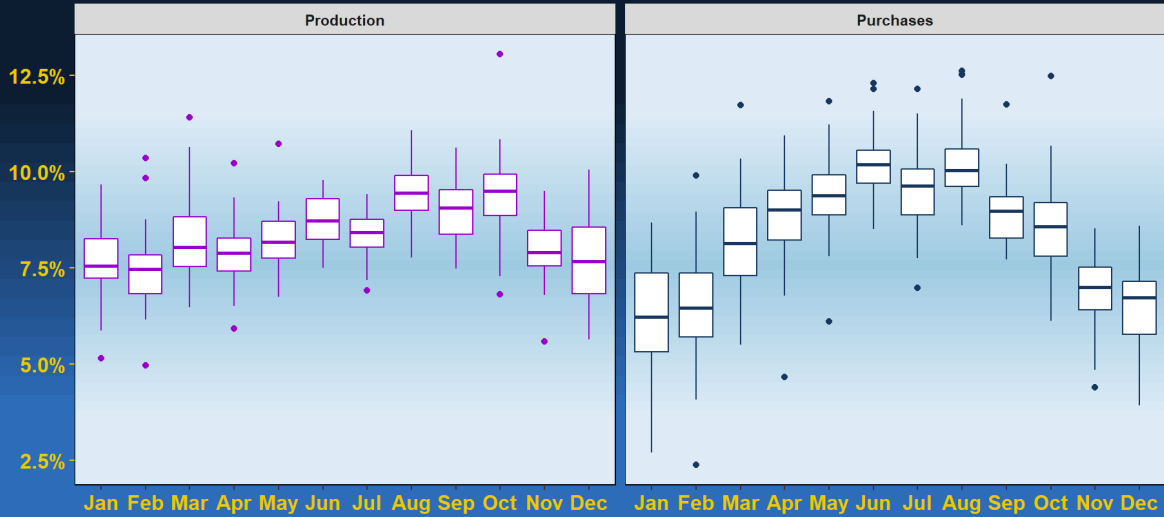 Production Purchases
12.5%
10.0%
7.5%
5.0%
2.5%
Jan Feb Mar Apr May Jun Jul Aug Sep Oct Nov Dec Jan Feb Mar Apr May Jun Jul Aug Sep Oct Nov Dec